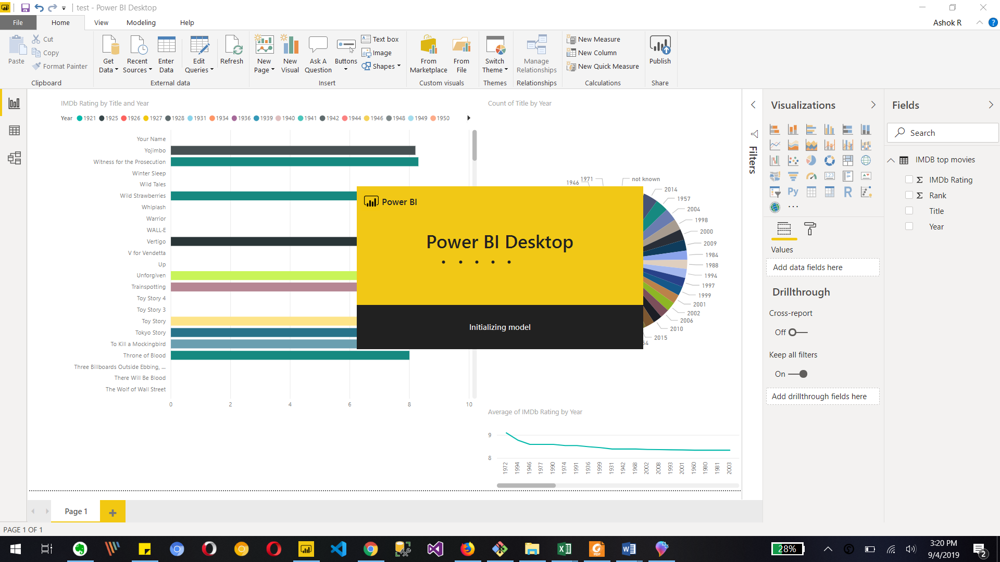 test - Power BI Desktop
File
Home
View
Modeling
Help
Ashok R
Paste
Cut
Copy
Format Painter
Clipboard
Get Data
Recent Sources
Enter Data
Edit Queries
Refresh
External data
New Page
New Visual
Ask A Question
Buttons
Text box
Image
Shapes
Insert
From Marketplace
From File
Custom visuals
Switch Theme
Themes
Manage Relationships
Relationships
New Measure
New Column
New Quick Measure
Calculations
Publish
Share
IMDb Rating by Title and Year
Year 1921 1925 1926 1927 1928 1931 1934 1936 1939 1940 1941 1942 1944 1946 1948 1949 1950
Your Name
Yojimbo
Witness for the Prosecution
Winter Sleep
Wild Tales
Wild Strawberries
Whiplash
Warrior
WALL·E
Vertigo
V for Vendetta
Up
Unforgiven
Trainspotting
Toy Story 4
Toy Story 3
Toy Story
Tokyo Story
To Kill a Mockingbird
Throne of Blood
Three Billboards Outside Ebbing, ...
There Will Be Blood
The Wolf of Wall Street
0 2 4 6 8 10
Count of Title by Year
1946
1971
not known
2014
1957
2004
1998
2000
2009
1984
1988
1994
1997
1999
2001
2002
2006
2010
2015
54
Power BI
Power BI Desktop
Initializing model
Average of IMDb Rating by Year
9
8
1972 1994 1946 1977 1990 1974 1991 1936 1999 1931 1942 1968 2002 2008 1993 2001 1960 1980 1981 2003
Filters
Visualizations
Py
R
123
Values
Add data fields here
Drillthrough
Cross-report
Off
Keep all filters
On
Add drillthrough fields here
Fields
Search
IMDB top movies
IMDb Rating
Rank
Title
Year
Page 1
PAGE 1 OF 1
28%
3:20 PM
9/4/2019
2